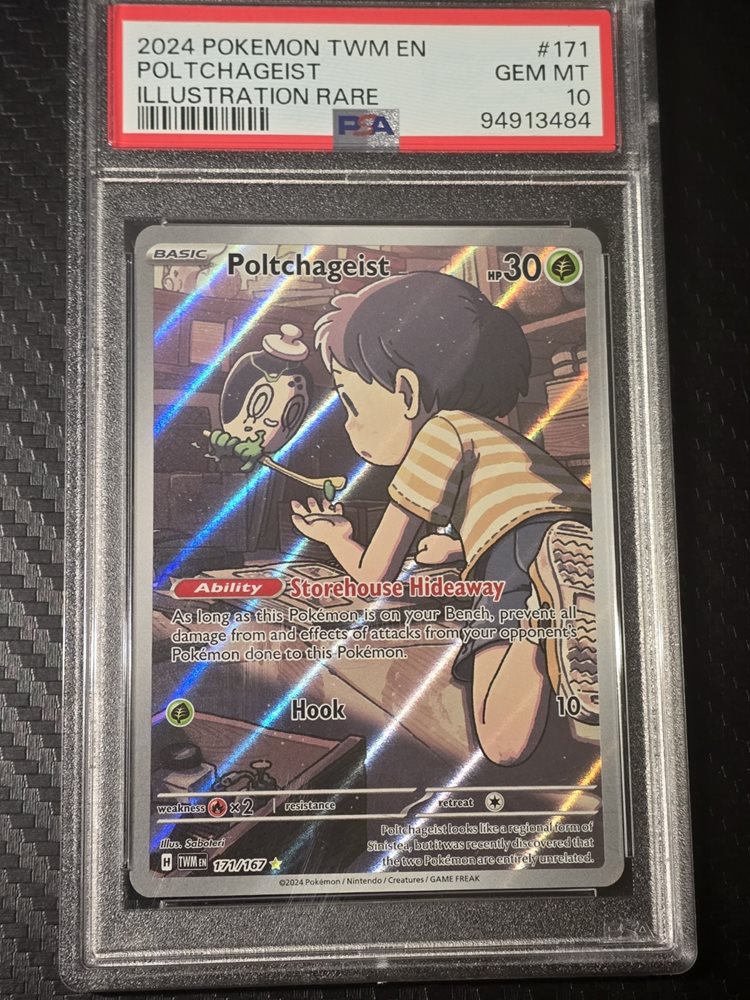 2024 POKEMON TWM EN #171
POLTCHAGEIST GEM MT
ILLUSTRATION RARE 10
PSA 94913484
BASIC Poltchageist HP 30
Ability Storehouse Hideaway
As long as this Pokémon is on your Bench, prevent all
damage from and effects of attacks from your opponent's
Pokémon done to this Pokémon.
Hook 10
weakness ×2 resistance retreat
Poltchageist looks like a regional form of
Sinistea, but it was recently discovered that
the two Pokémon are entirely unrelated.
Illus. Saboteri
H TWM EN 171/167
©2024 Pokémon / Nintendo / Creatures / GAME FREAK